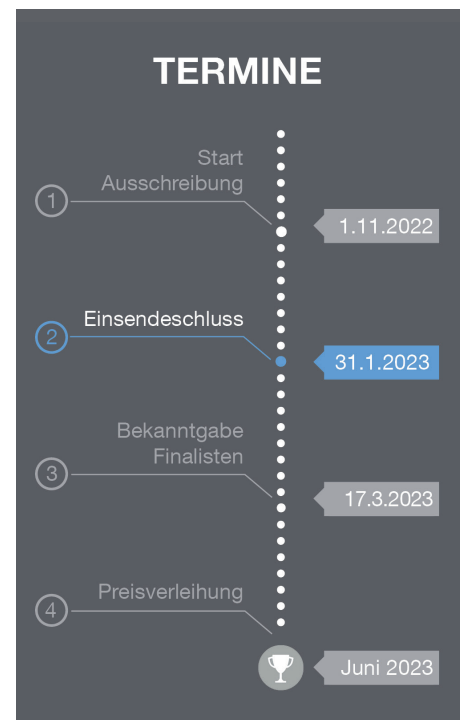 TERMINE
Start
Ausschreibung
1
1.11.2022
Einsendeschluss
2
31.1.2023
Bekanntgabe
Finalisten
3
17.3.2023
Preisverleihung
4
Juni 2023